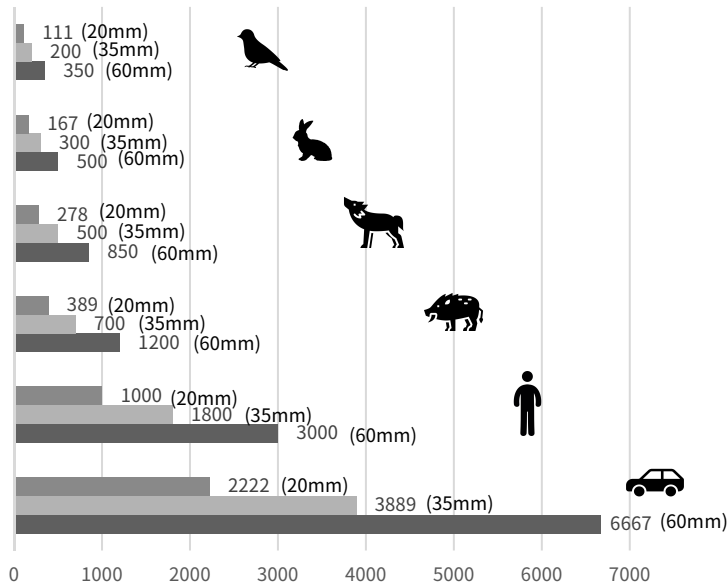 111 (20mm)
200 (35mm)
350 (60mm)
167 (20mm)
300 (35mm)
500 (60mm)
278 (20mm)
500 (35mm)
850 (60mm)
389 (20mm)
700 (35mm)
1200 (60mm)
1000 (20mm)
1800 (35mm)
3000 (60mm)
2222 (20mm)
3889 (35mm)
6667 (60mm)
0 1000 2000 3000 4000 5000 6000 7000